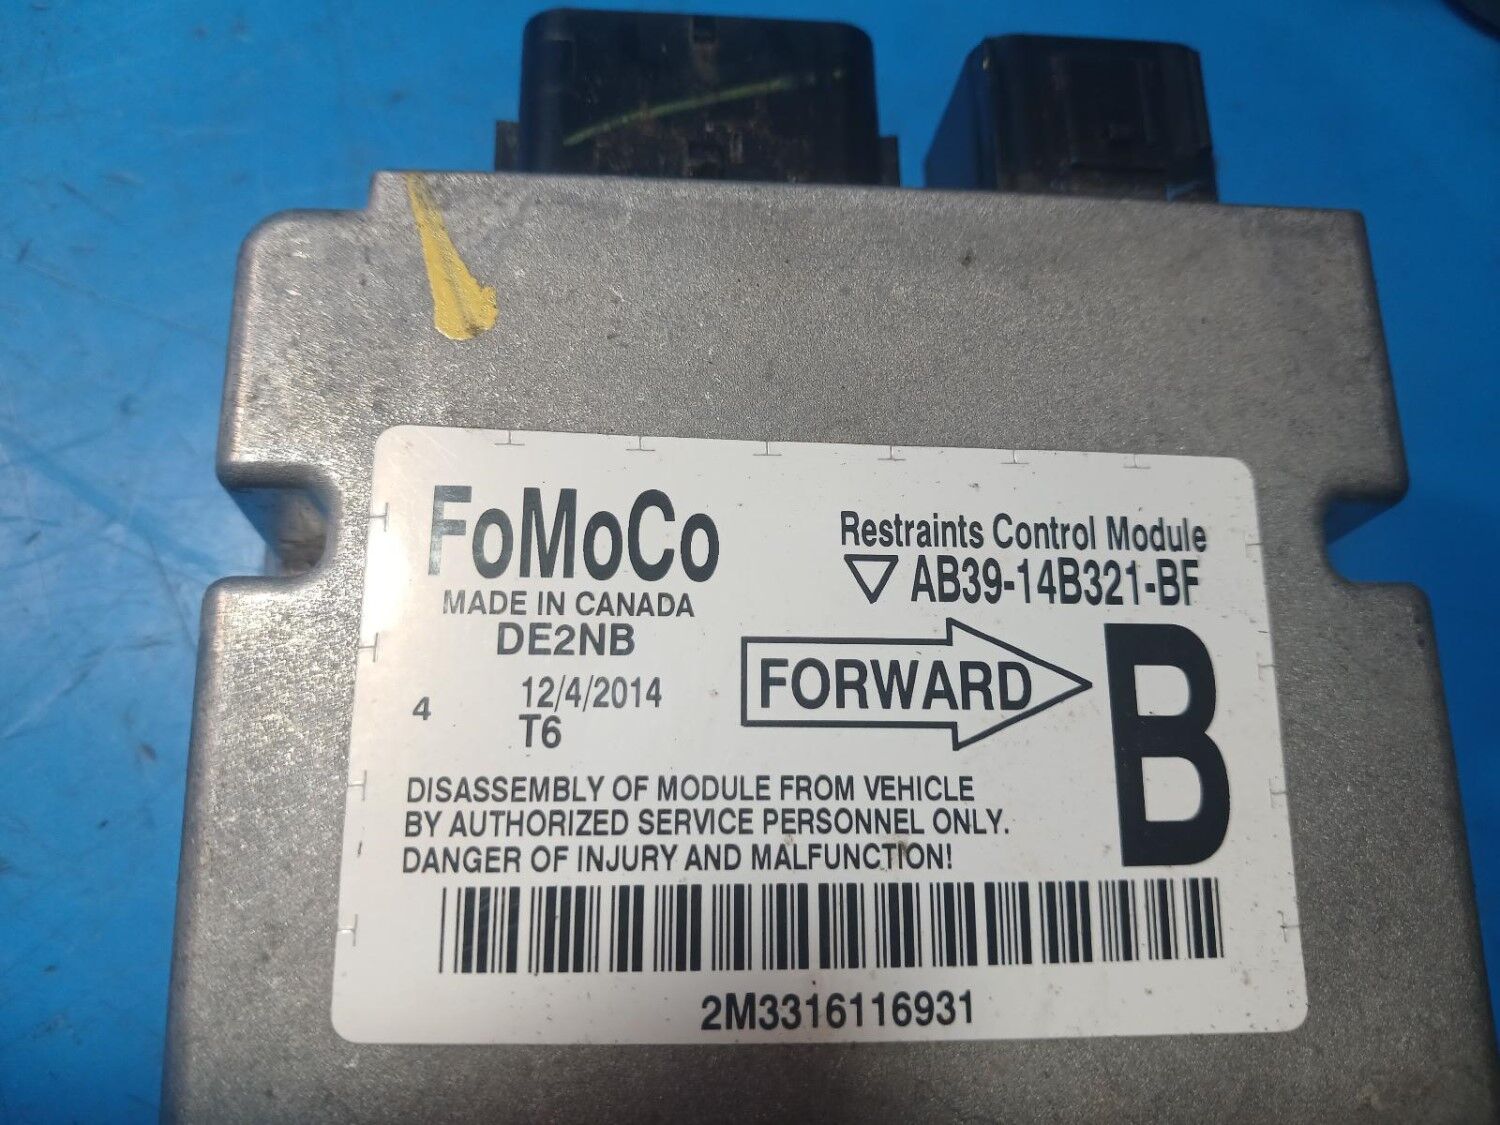 FoMoCo
MADE IN CANADA
DE2NB
12/4/2014
4
T6
Restraints Control Module
AB39-14B321-BF
FORWARD
B
DISASSEMBLY OF MODULE FROM VEHICLE
BY AUTHORIZED SERVICE PERSONNEL ONLY.
DANGER OF INJURY AND MALFUNCTION!
2M3316116931